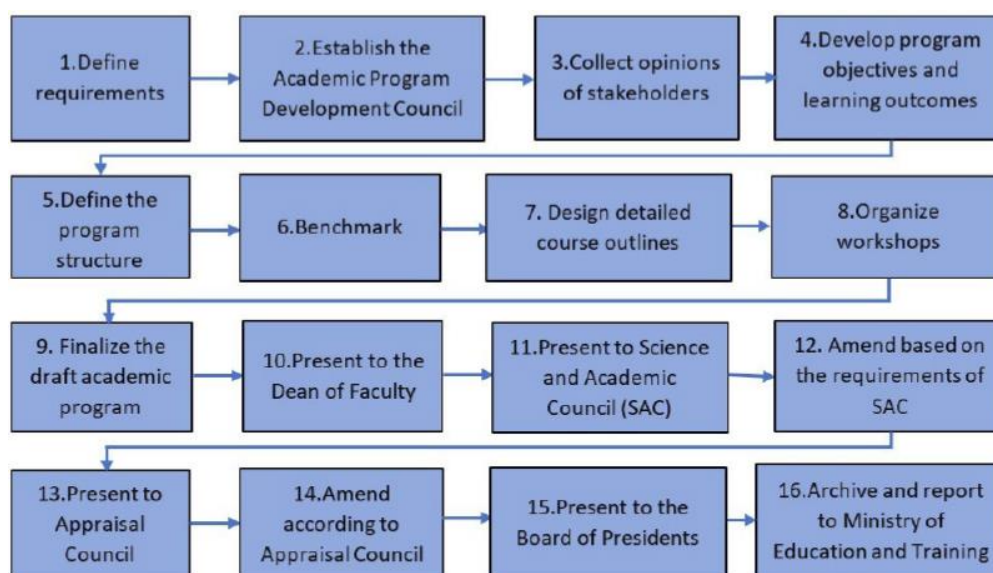 1.Define
requirements
2.Establish the
Academic Program
Development Council
3.Collect opinions
of stakeholders
4.Develop program
objectives and
learning outcomes
5.Define the
program
structure
6.Benchmark
7. Design detailed
course outlines
8.Organize
workshops
9. Finalize the
draft academic
program
10.Present to the
Dean of Faculty
11.Present to Science
and Academic
Council (SAC)
12. Amend based on
the requirements of
SAC
13.Present to
Appraisal
Council
14.Amend
according to
Appraisal Council
15.Present to the
Board of Presidents
16.Archive and report
to Ministry of
Education and Training